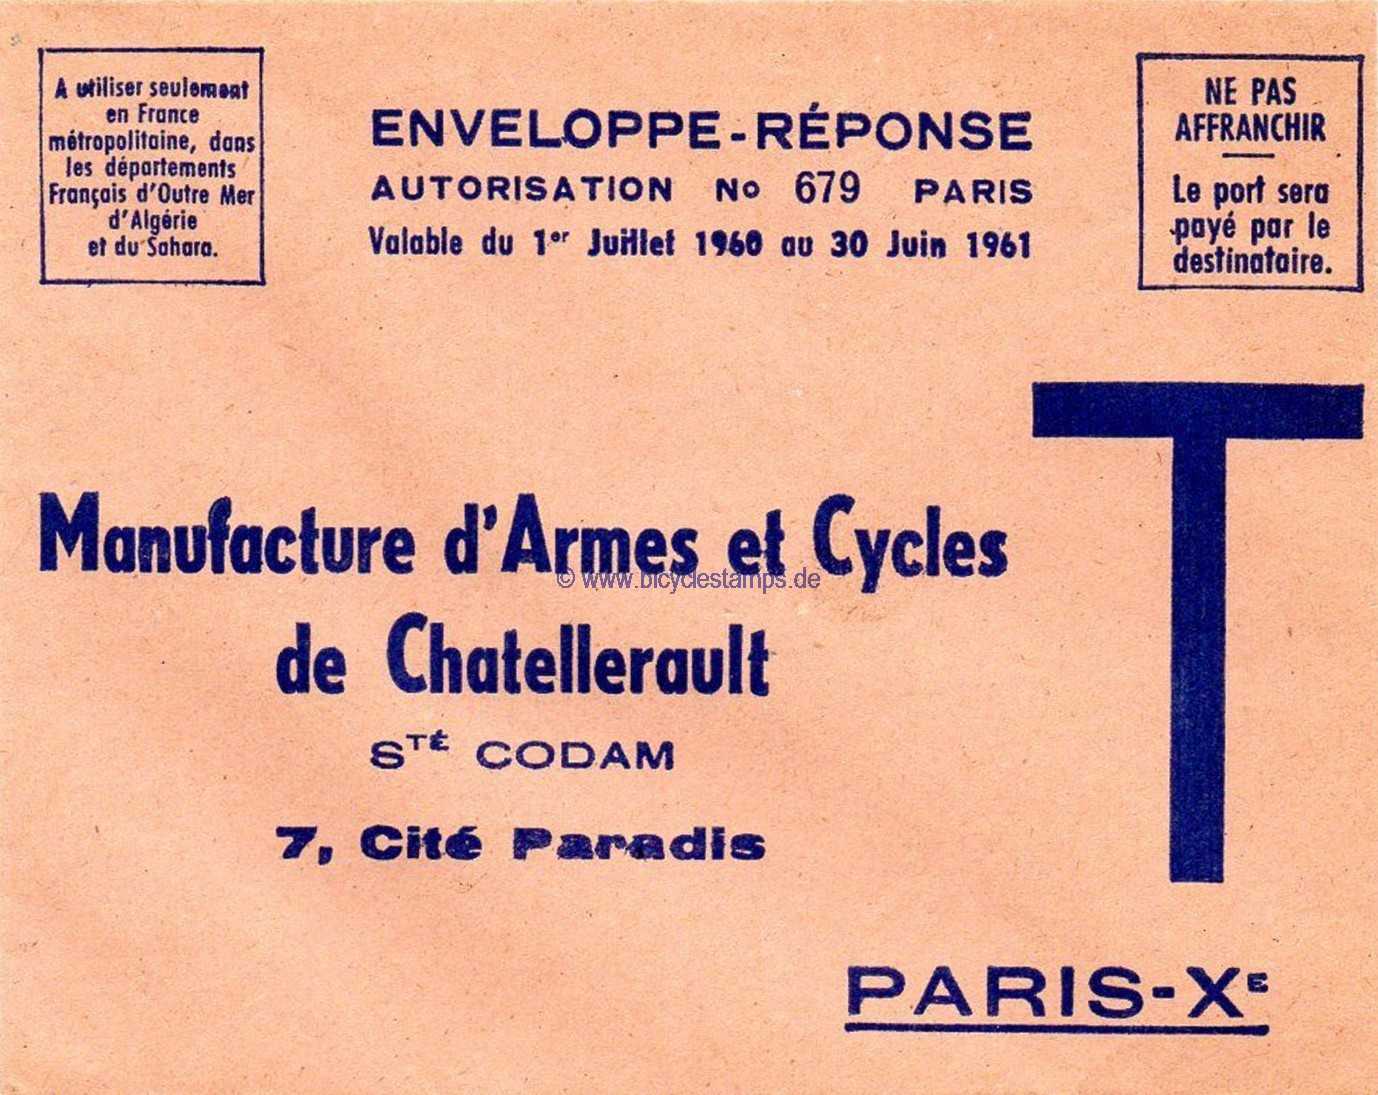 A utiliser seulement
en France
métropolitaine, dans
les départements
Français d'Outre Mer
d'Algérie
et du Sahara.
ENVELOPPE-RÉPONSE
AUTORISATION No 679 PARIS
Valable du 1er Juillet 1960 au 30 Juin 1961
NE PAS
AFFRANCHIR
Le port sera
payé par le
destinataire.
T
Manufacture d'Armes et Cycles
© www.bicyclestamps.de
de Chatellerault
STÉ CODAM
7, Cité Paradis
PARIS-XE